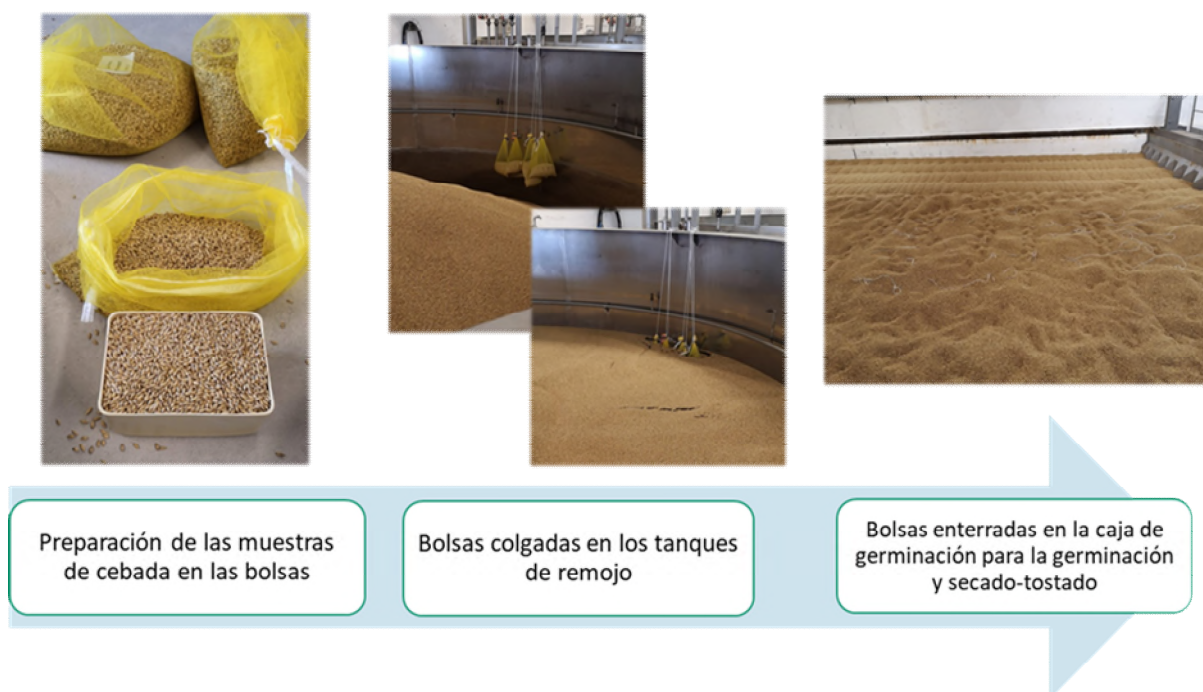 Preparación de las muestras
de cebada en las bolsas
Bolsas colgadas en los tanques
de remojo
Bolsas enterradas en la caja de
germinación para la germinación
y secado-tostado